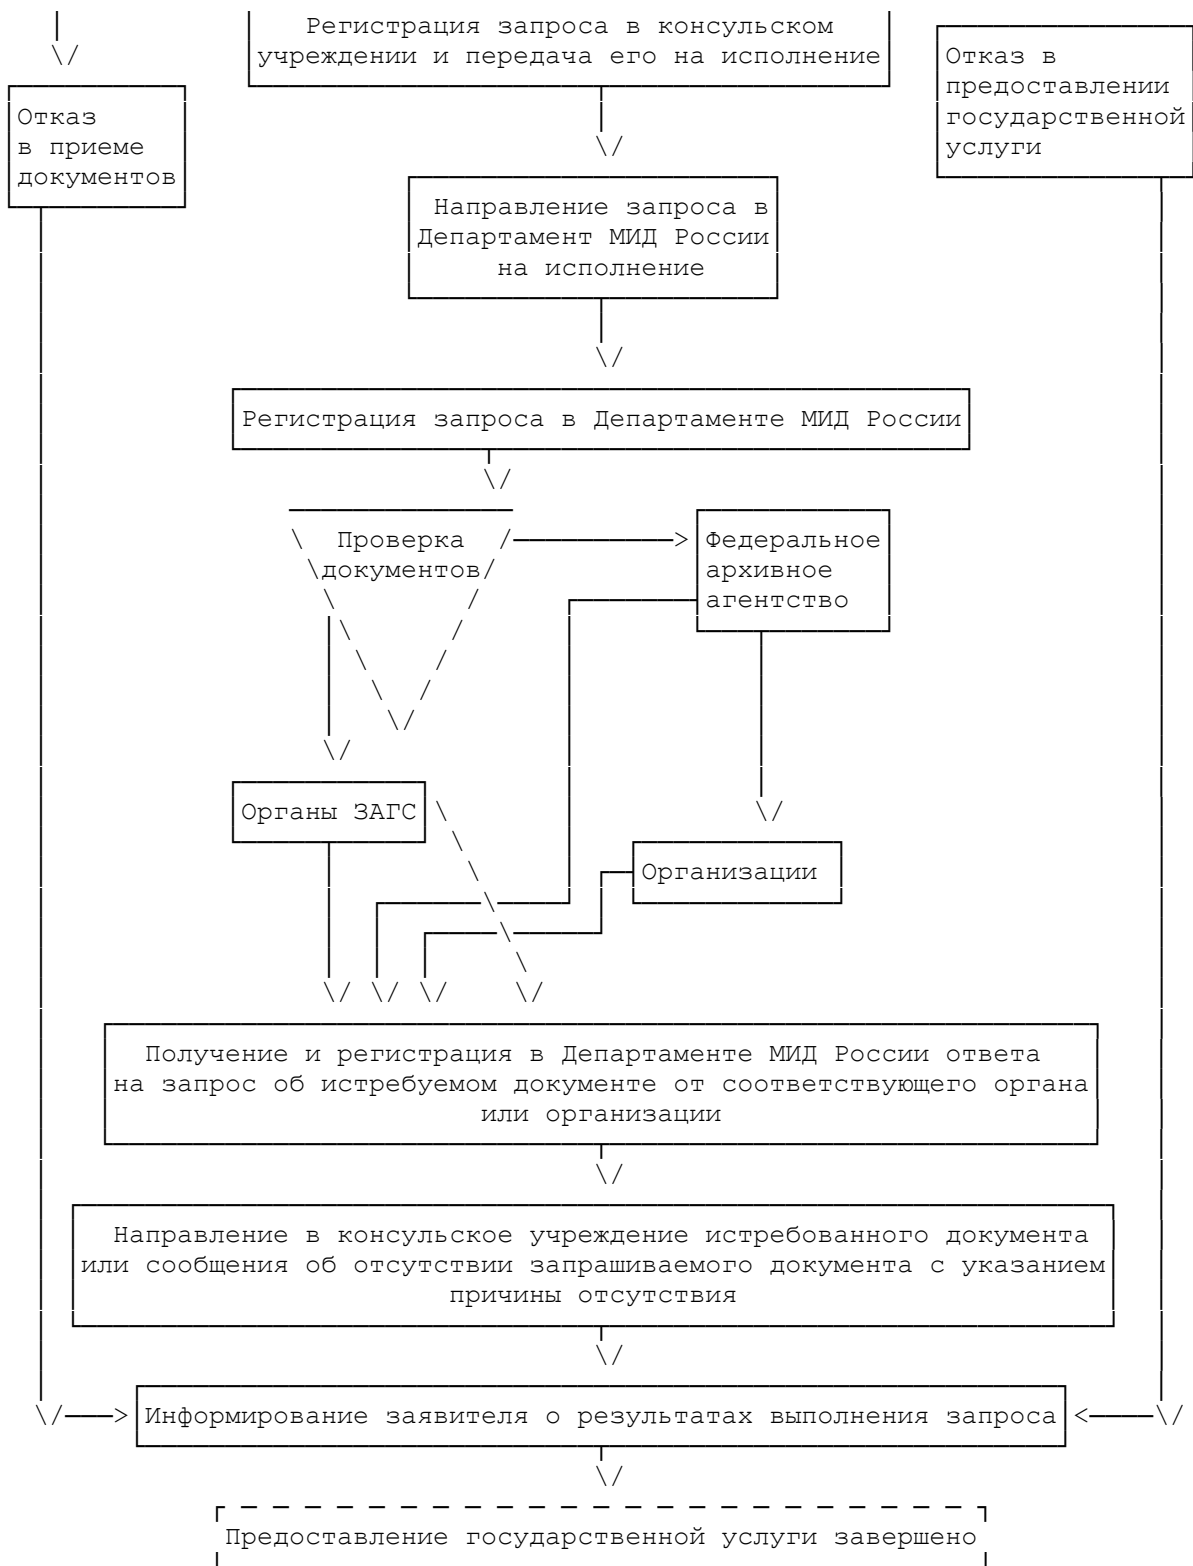 Регистрация запроса в консульском
учреждении и передача его на исполнение
Отказ в
предоставлении
государственной
услуги
Отказ
в приеме
документов
Направление запроса в
Департамент МИД России
на исполнение
Регистрация запроса в Департаменте МИД России
Проверка
документов
Федеральное
архивное
агентство
Органы ЗАГС
Организации
Получение и регистрация в Департаменте МИД России ответа
на запрос об истребуемом документе от соответствующего органа
или организации
Направление в консульское учреждение истребованного документа
или сообщения об отсутствии запрашиваемого документа с указанием
причины отсутствия
Информирование заявителя о результатах выполнения запроса
Предоставление государственной услуги завершено